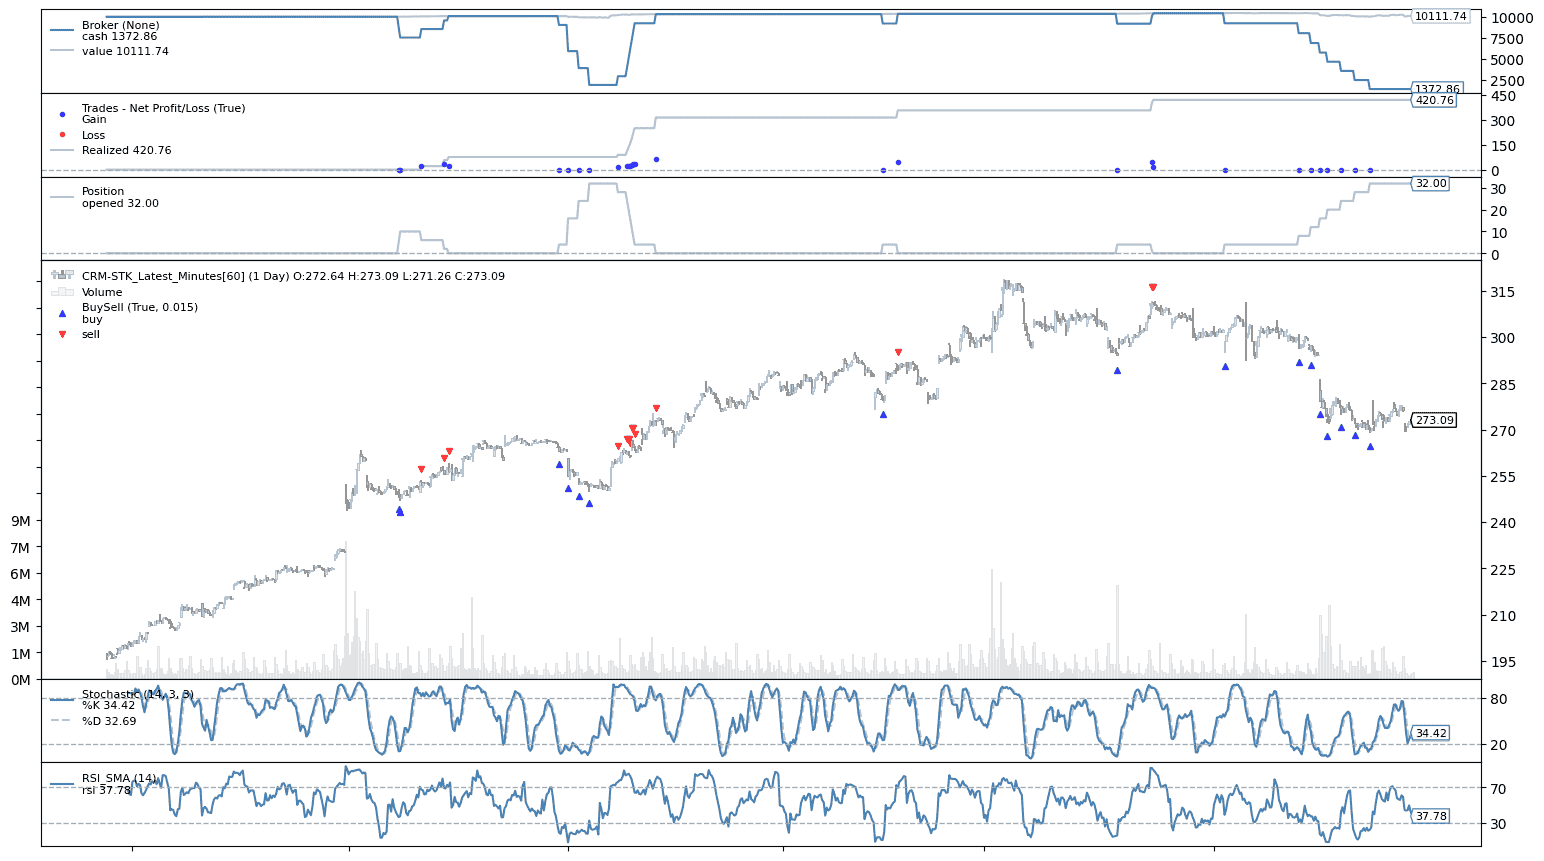 Broker (None)
cash 1372.86
value 10111.74
10111.74
1372.86
10000
7500
5000
2500
Trades - Net Profit/Loss (True)
Gain
Loss
Realized 420.76
420.76
450
300
150
0
Position
opened 32.00
32.00
30
20
10
0
CRM-STK_Latest_Minutes[60] (1 Day) O:272.64 H:273.09 L:271.26 C:273.09
Volume
BuySell (True, 0.015)
buy
sell
315
300
285
273.09
270
255
240
225
210
195
9M
7M
6M
4M
3M
1M
0M
Stochastic (14, 3, 3)
%K 34.42
%D 32.69
80
34.42
20
RSI_SMA (14)
rsi 37.78
70
37.78
30